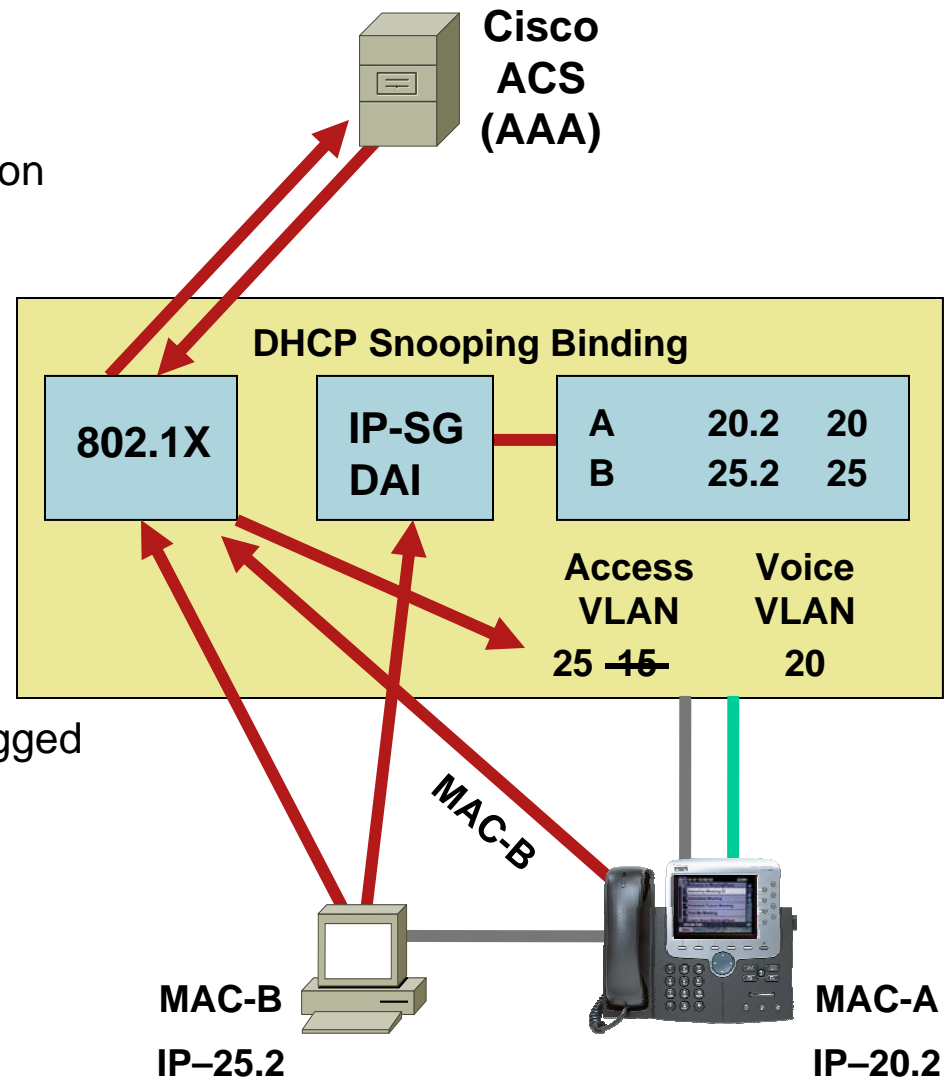 Cisco
ACS
(AAA)
on
DHCP Snooping Binding
802.1X
IP-SG
DAI
A 20.2 20
B 25.2 25
Access VLAN
Voice VLAN
25 15
20
gged
MAC-B
MAC-B
IP–25.2
MAC-A
IP–20.2